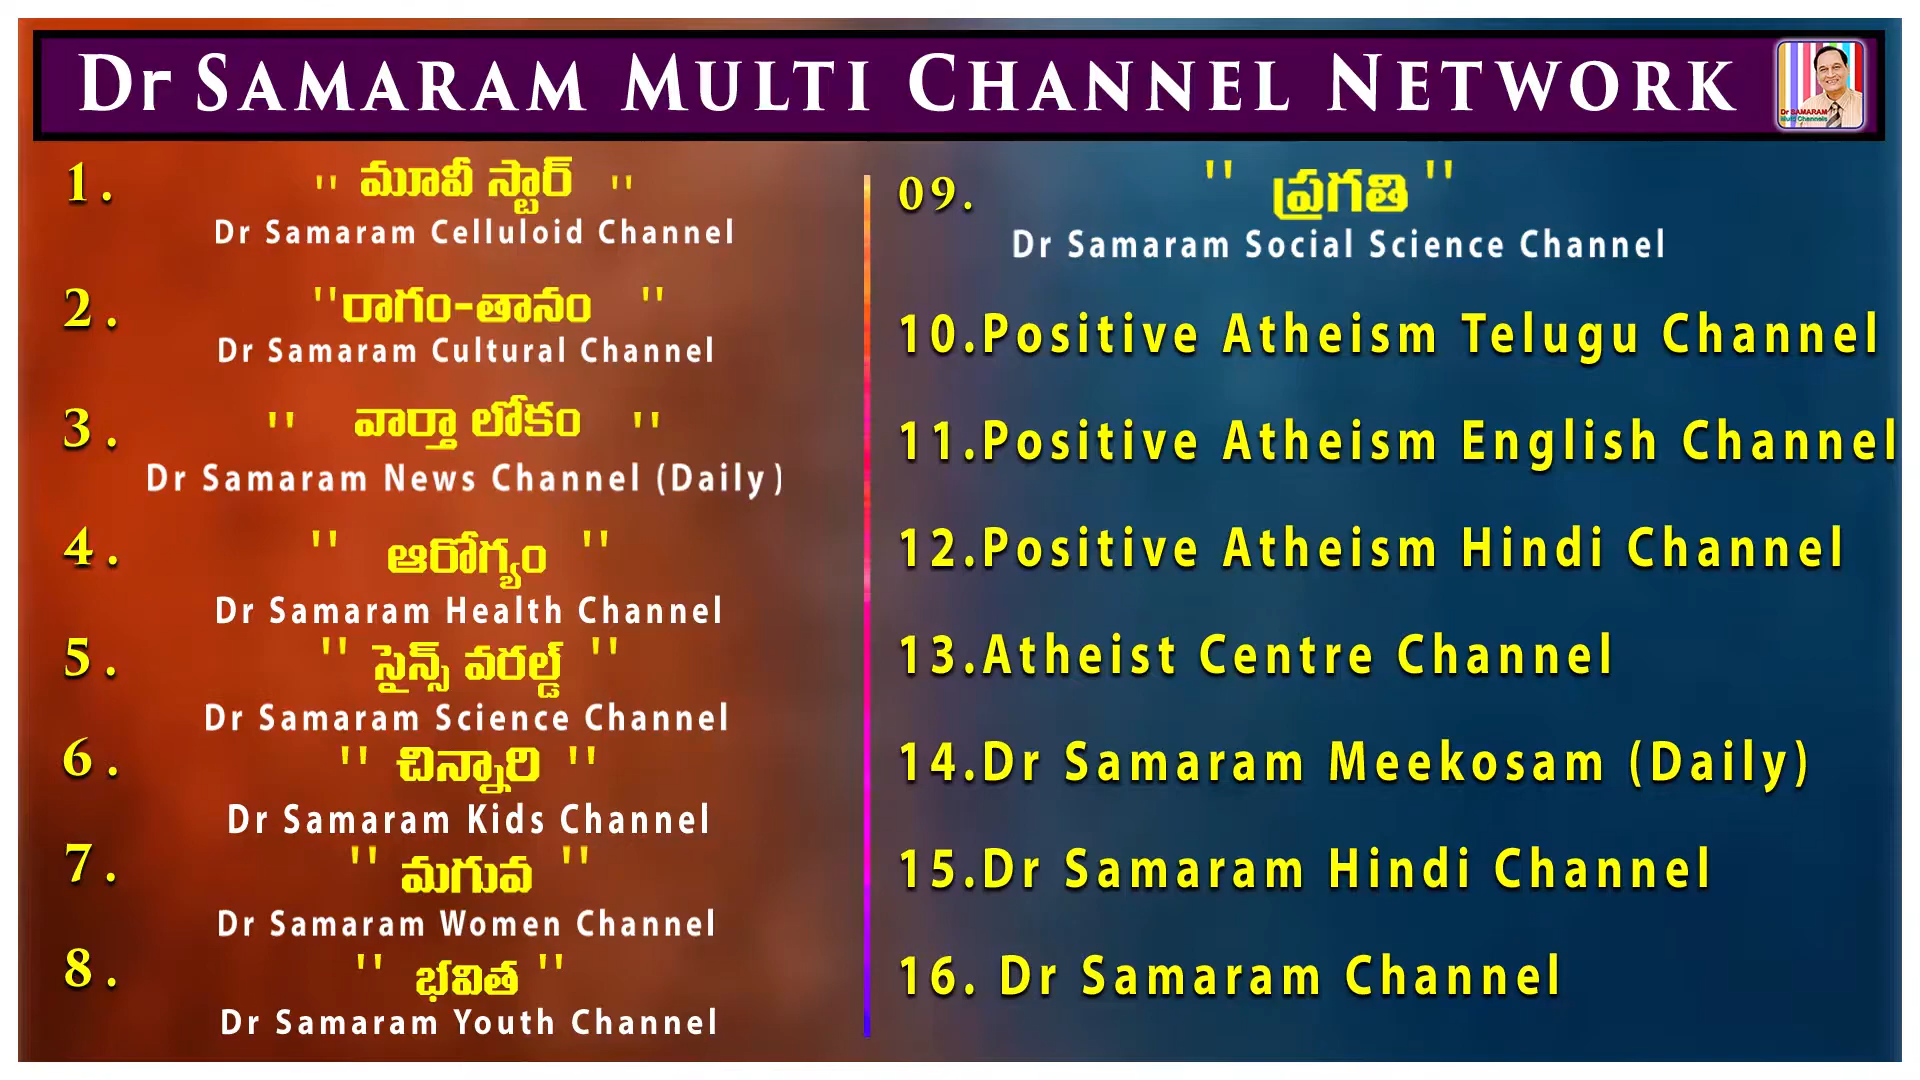 Dr SAMARAM MULTI CHANNEL NETWORK
Dr SAMARAM
Multi Channels
1. '' మూవీ స్టార్ ''
Dr Samaram Celluloid Channel
2. ''రాగం-తానం ''
Dr Samaram Cultural Channel
3. '' వార్తా లోకం ''
Dr Samaram News Channel (Daily)
4. '' ఆరోగ్యం ''
Dr Samaram Health Channel
5. '' సైన్స్ వరల్డ్ ''
Dr Samaram Science Channel
6. '' చిన్నారి ''
Dr Samaram Kids Channel
7. '' మగువ ''
Dr Samaram Women Channel
8. '' భవిత ''
Dr Samaram Youth Channel
09. '' ప్రగతి ''
Dr Samaram Social Science Channel
10.Positive Atheism Telugu Channel
11.Positive Atheism English Channel
12.Positive Atheism Hindi Channel
13.Atheist Centre Channel
14.Dr Samaram Meekosam (Daily)
15.Dr Samaram Hindi Channel
16. Dr Samaram Channel